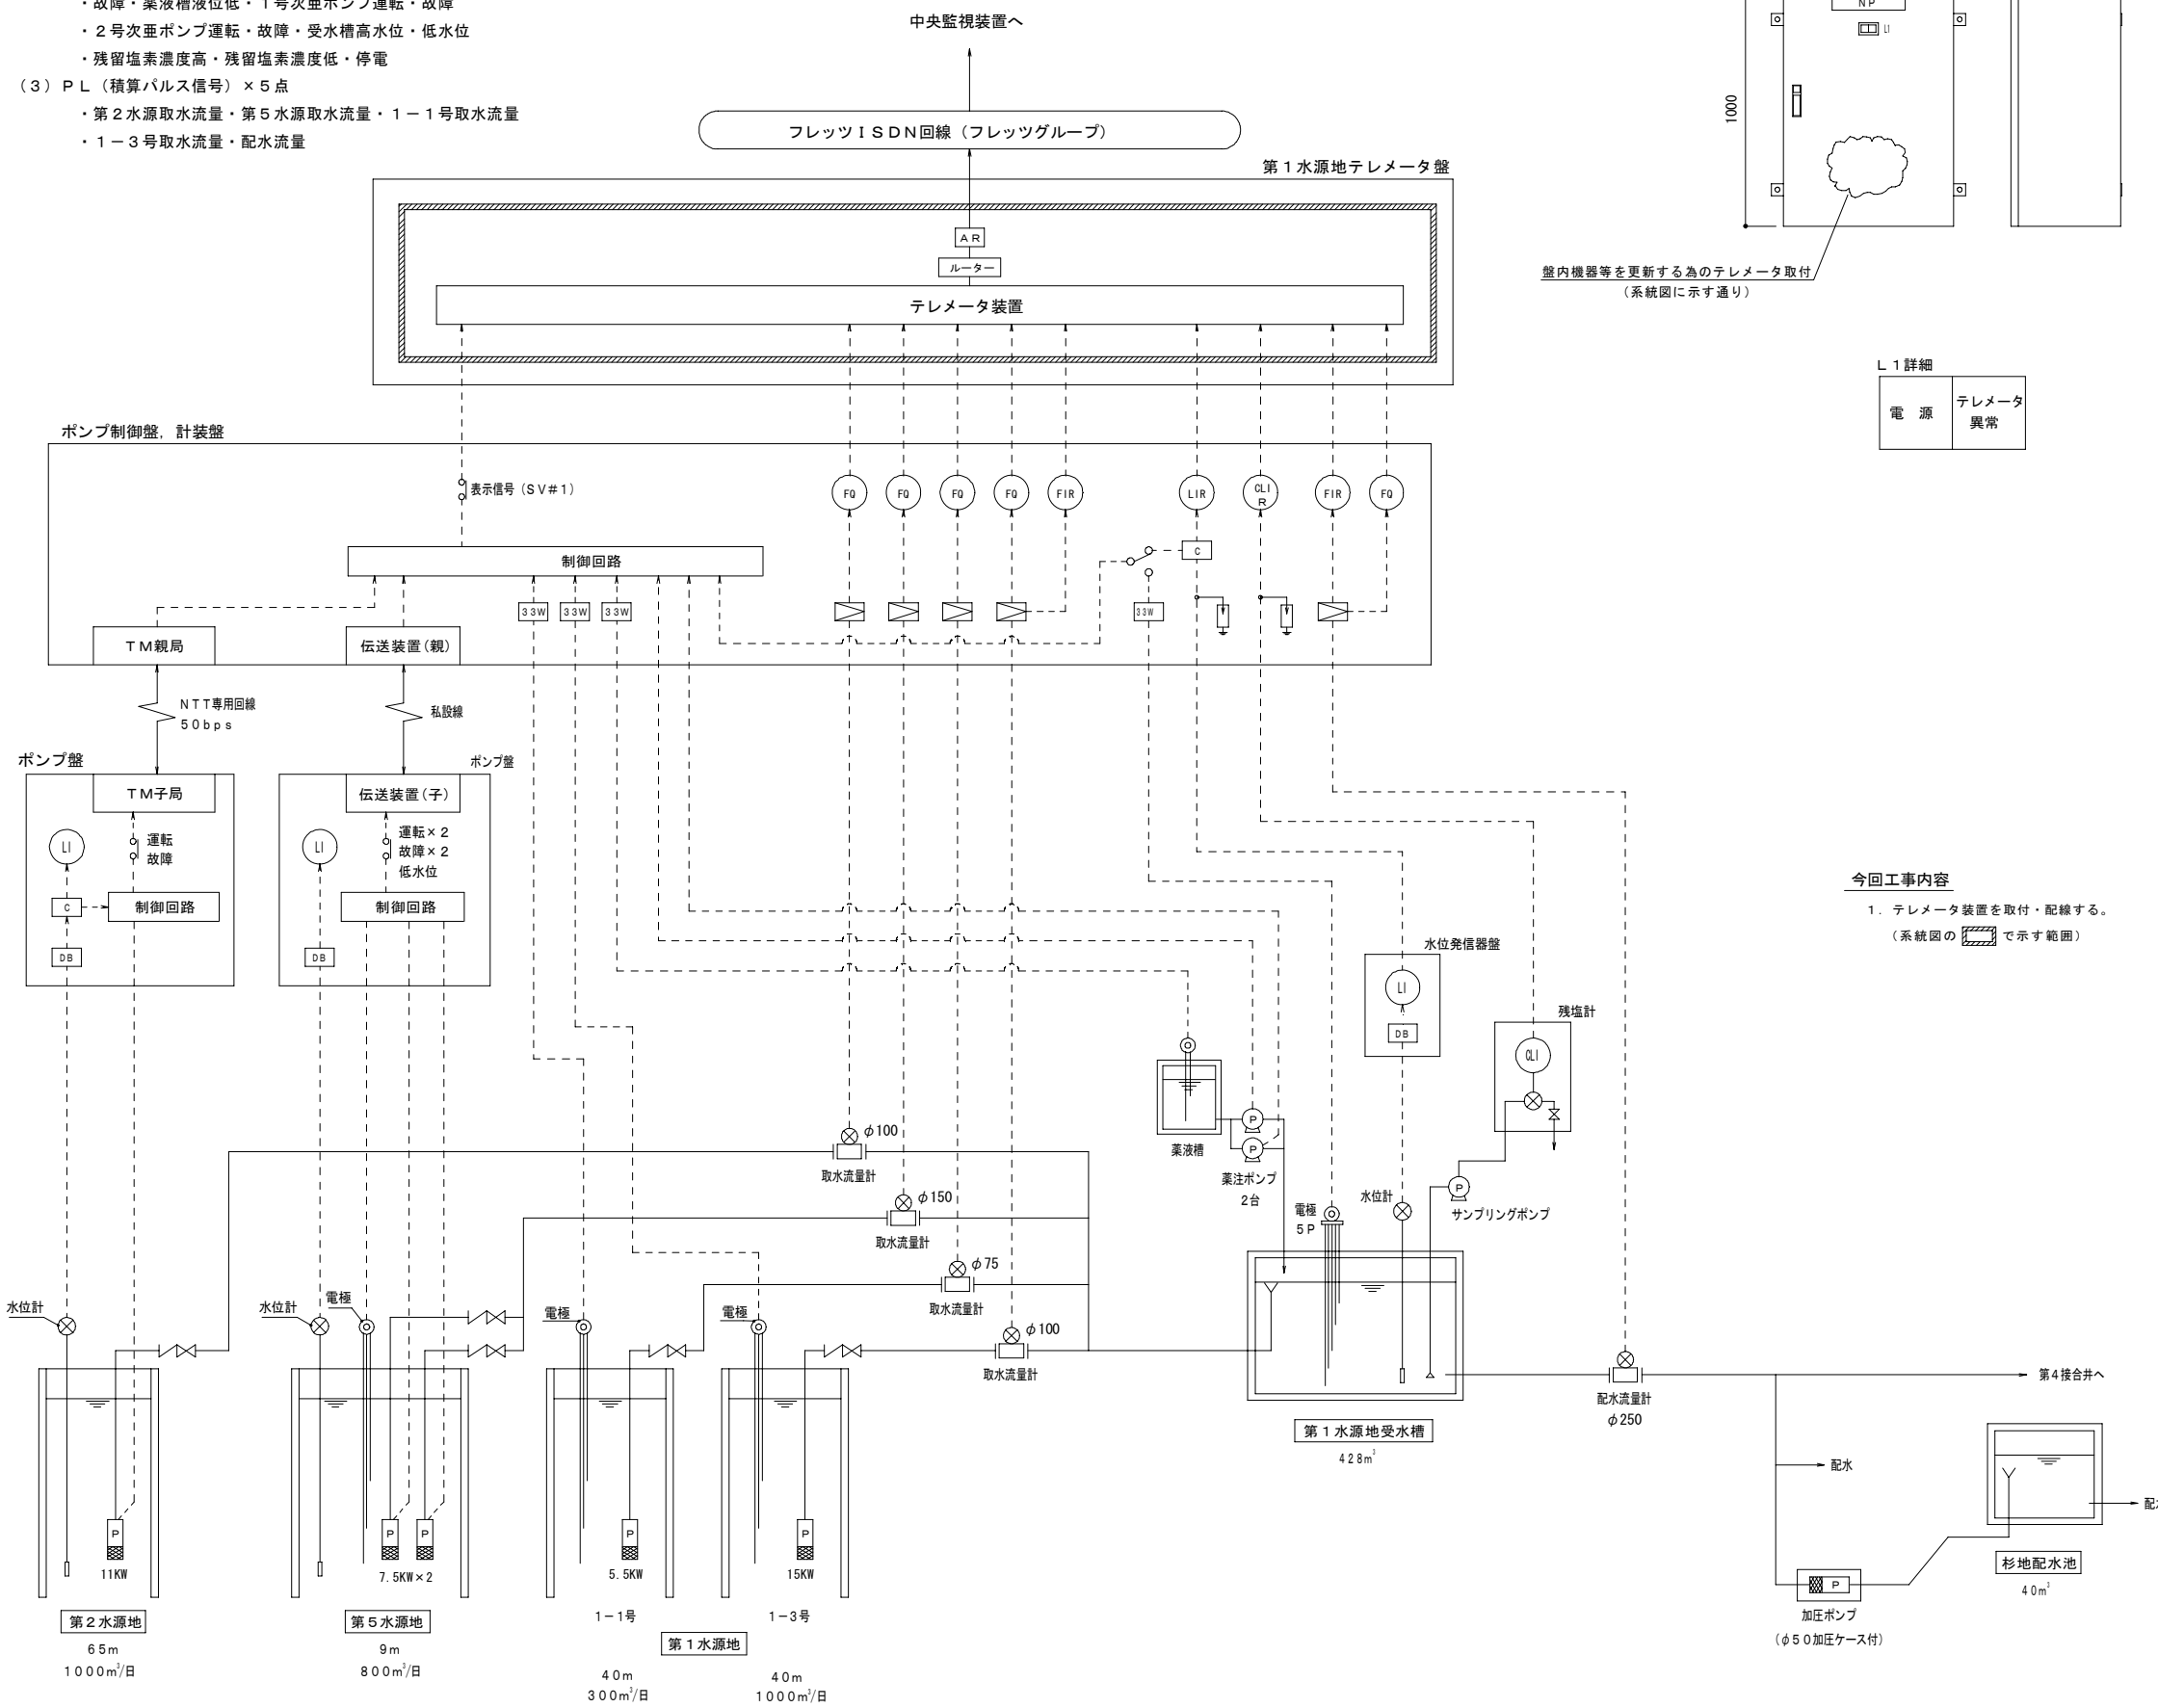 ・故障・薬液槽液位低・１号次亜ポンプ運転・故障
・２号次亜ポンプ運転・故障・受水槽高水位・低水位
・残留塩素濃度高・残留塩素濃度低・停電
（３）ＰＬ（積算パルス信号）×５点
・第２水源取水流量・第５水源取水流量・１－１号取水流量
・１－３号取水流量・配水流量
中央監視装置へ
フレッツＩＳＤＮ回線（フレッツグループ）
第１水源地テレメータ盤
ＡＲ
ルーター
テレメータ装置
ＮＰ
L1
1000
盤内機器等を更新する為のテレメータ取付
（系統図に示す通り）
Ｌ１詳細
電　源
テレメータ
異常
ポンプ制御盤，計装盤
表示信号（ＳＶ＃１）
FQ
FQ
FQ
FQ
FIR
LIR
CLI
R
FIR
FQ
制御回路
C
33W
33W
33W
33W
ＴＭ親局
伝送装置(親)
ＮＴＴ専用回線
５０ｂｐｓ
私設線
ポンプ盤
ポンプ盤
ＴＭ子局
伝送装置(子)
LI
運転
故障
LI
運転×２
故障×２
低水位
C
制御回路
制御回路
DB
DB
今回工事内容
１．テレメータ装置を取付・配線する。
（系統図の で示す範囲）
水位発信器盤
LI
DB
残塩計
CLI
薬液槽
P
P
薬注ポンプ
２台
電極
５Ｐ
水位計
P
サンプリングポンプ
φ100
取水流量計
φ150
取水流量計
φ75
取水流量計
φ100
取水流量計
水位計
水位計
電極
電極
電極
P
11KW
P
P
7.5KW×2
P
5.5KW
P
15KW
第１水源地受水槽
４２８㎥
配水流量計
φ250
第４接合井へ
配水
配
杉地配水池
４０㎥
P
加圧ポンプ
（φ５０加圧ケース付）
第２水源地
６５ｍ
１０００㎥/日
第５水源地
９ｍ
８００㎥/日
１－１号
１－３号
第１水源地
４０ｍ
３００㎥/日
４０ｍ
１０００㎥/日